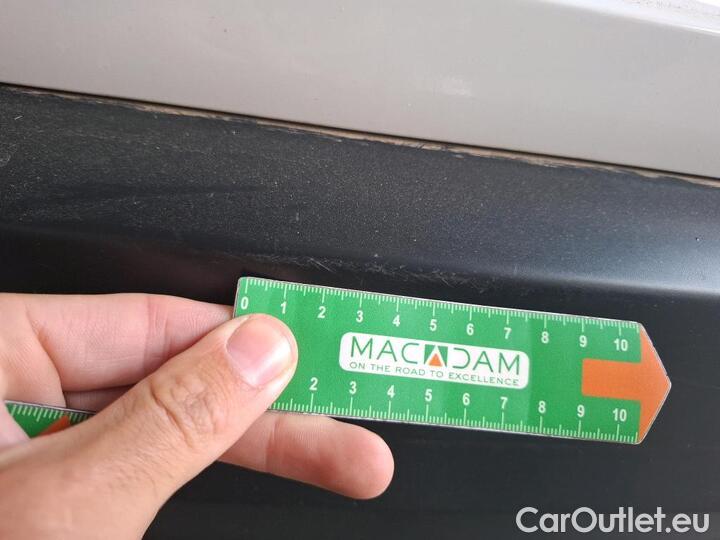 0 1 2 3 4 5 6 7 8 9 10
MACADAM
ON THE ROAD TO EXCELLENCE
2 3 4 5 6 7 8 9 10
CarOutlet.eu